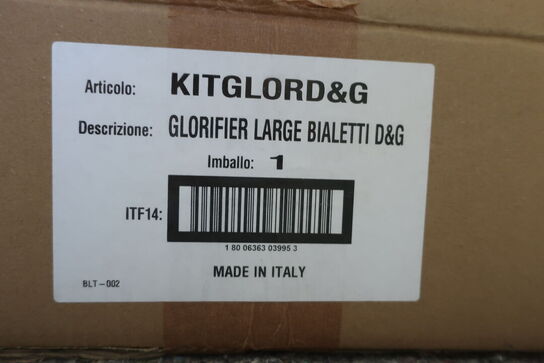 Articolo: KITGLORD&G
Descrizione: GLORIFIER LARGE BIALETTI D&G
Imballo: 1
ITF14:
1 80 06363 03995 3
MADE IN ITALY
BLT-002